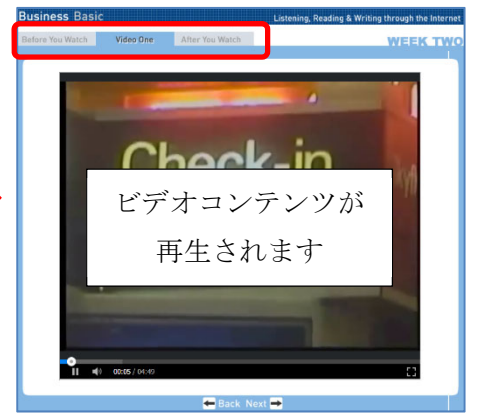 Business Basic
Listening, Reading & Writing through the Internet
Before You Watch Video One After You Watch
WEEK TWO
Check-in
ビデオコンテンツが
再生されます
00:05 / 04:49
Back Next